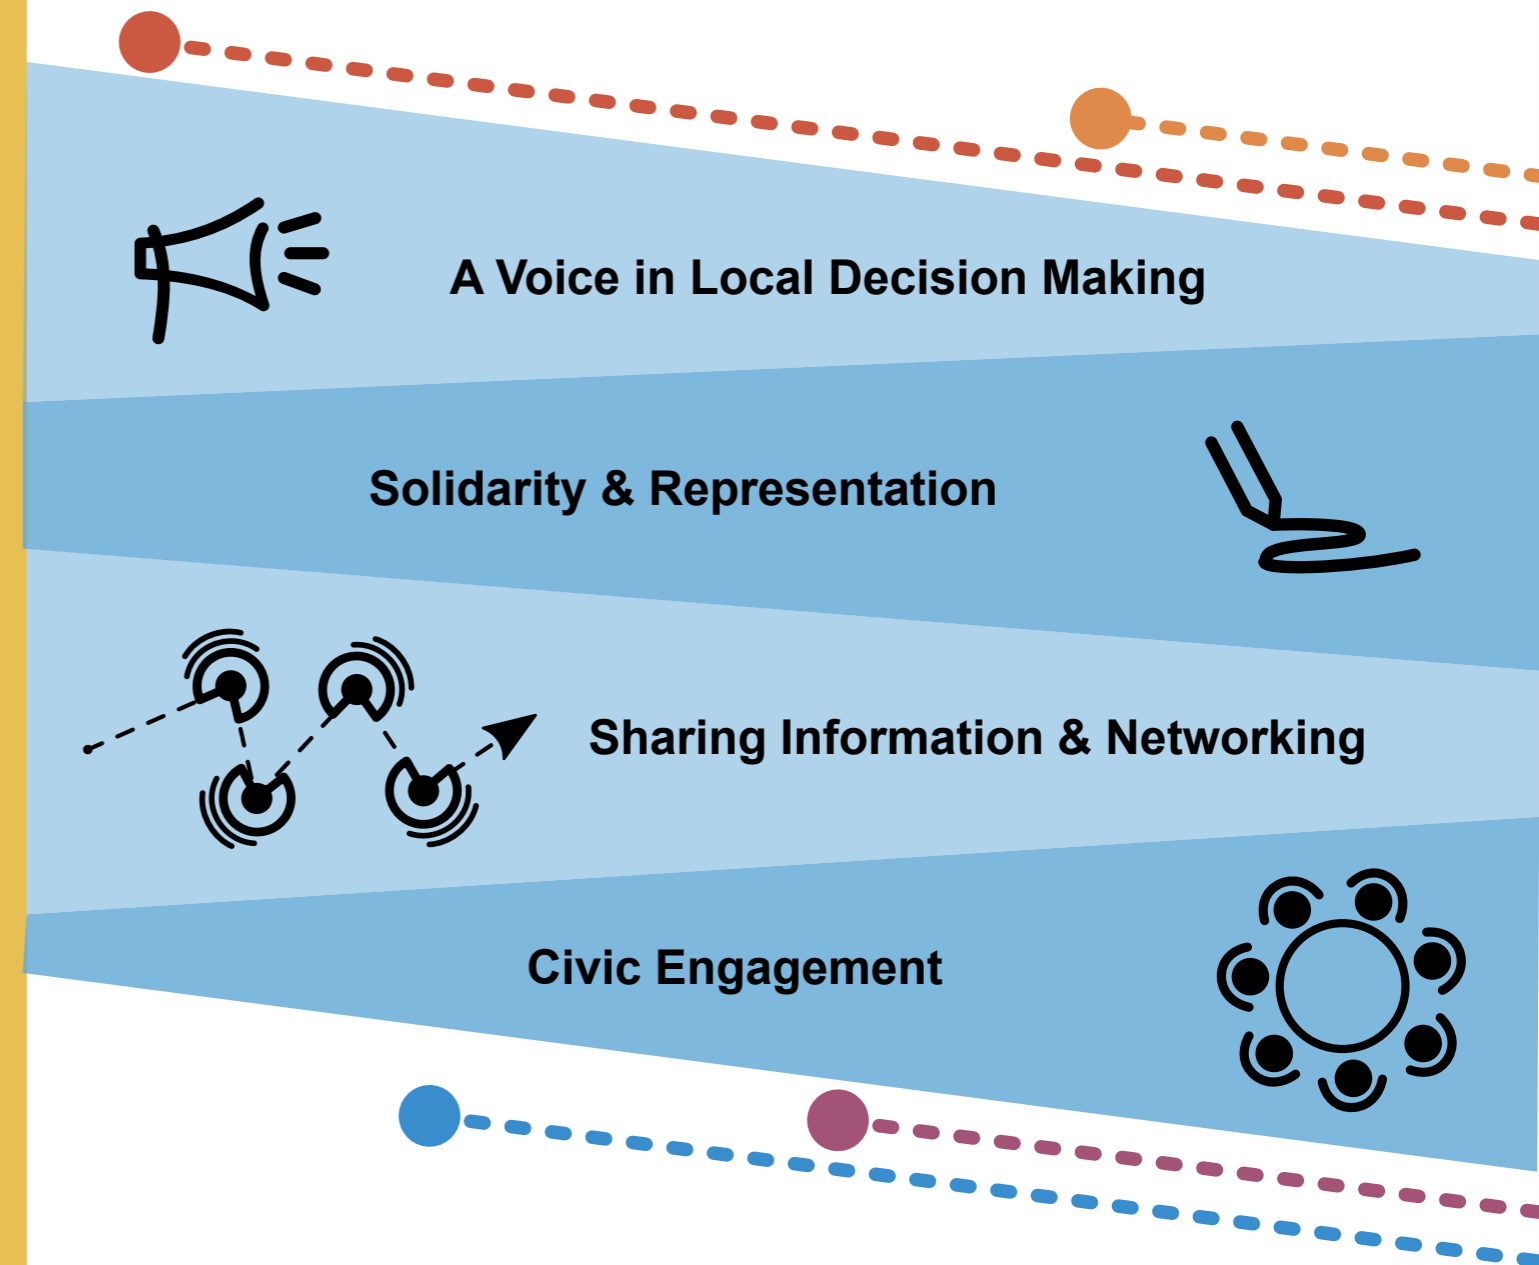 A Voice in Local Decision Making
Solidarity & Representation
Sharing Information & Networking
Civic Engagement